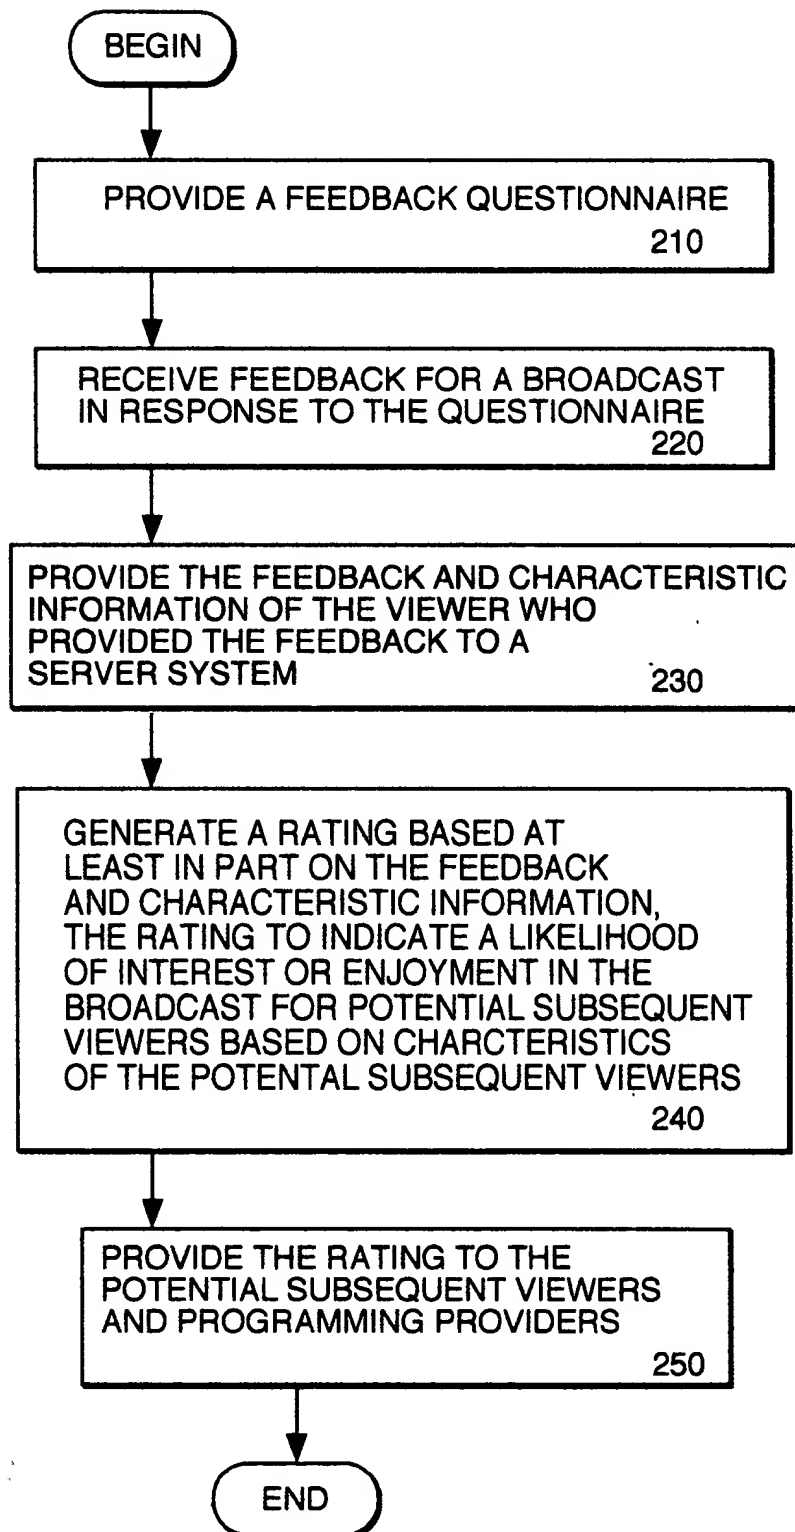 BEGIN
PROVIDE A FEEDBACK QUESTIONNAIRE
210
RECEIVE FEEDBACK FOR A BROADCAST
IN RESPONSE TO THE QUESTIONNAIRE
220
PROVIDE THE FEEDBACK AND CHARACTERISTIC
INFORMATION OF THE VIEWER WHO
PROVIDED THE FEEDBACK TO A
SERVER SYSTEM
230
GENERATE A RATING BASED AT
LEAST IN PART ON THE FEEDBACK
AND CHARACTERISTIC INFORMATION,
THE RATING TO INDICATE A LIKELIHOOD
OF INTEREST OR ENJOYMENT IN THE
BROADCAST FOR POTENTIAL SUBSEQUENT
VIEWERS BASED ON CHARCTERISTICS
OF THE POTENTAL SUBSEQUENT VIEWERS
240
PROVIDE THE RATING TO THE
POTENTIAL SUBSEQUENT VIEWERS
AND PROGRAMMING PROVIDERS
250
END